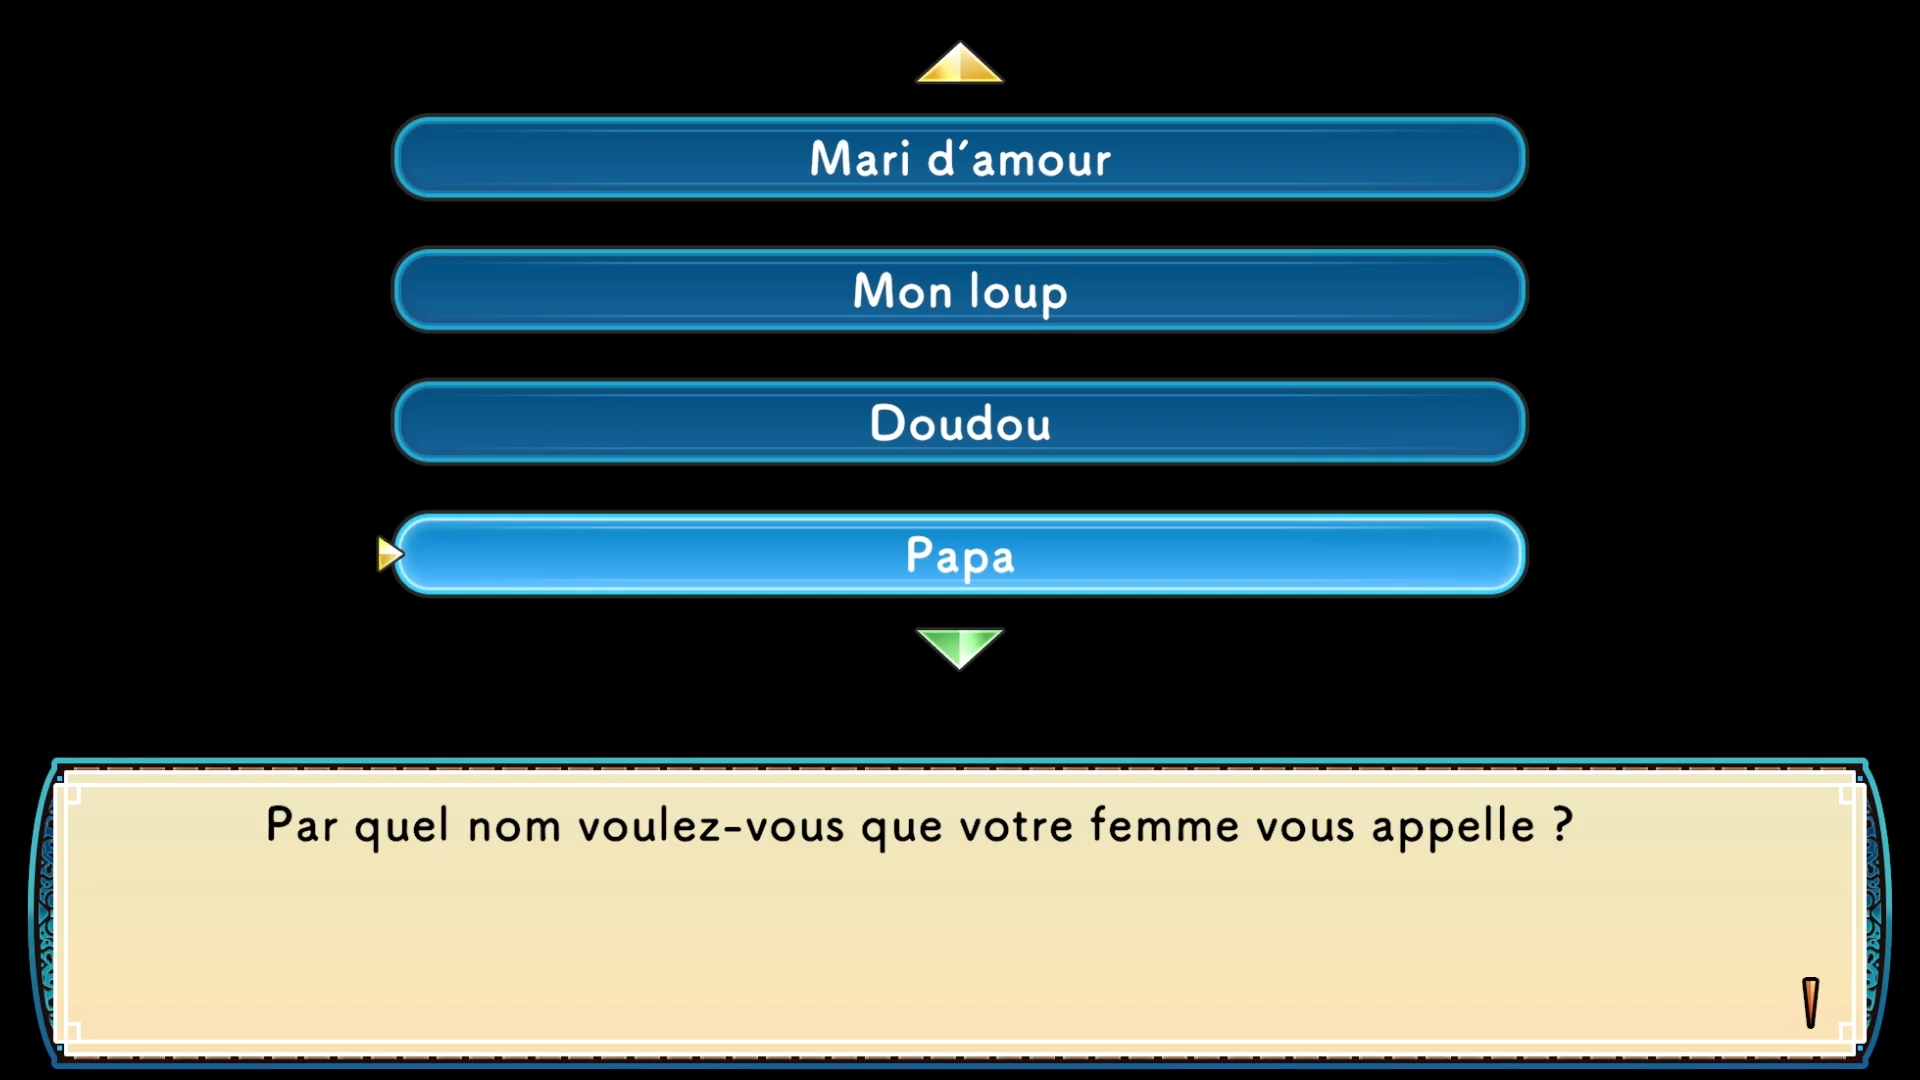 Mari d´amour
Mon loup
Doudou
Papa
Par quel nom voulez-vous que votre femme vous appelle ?